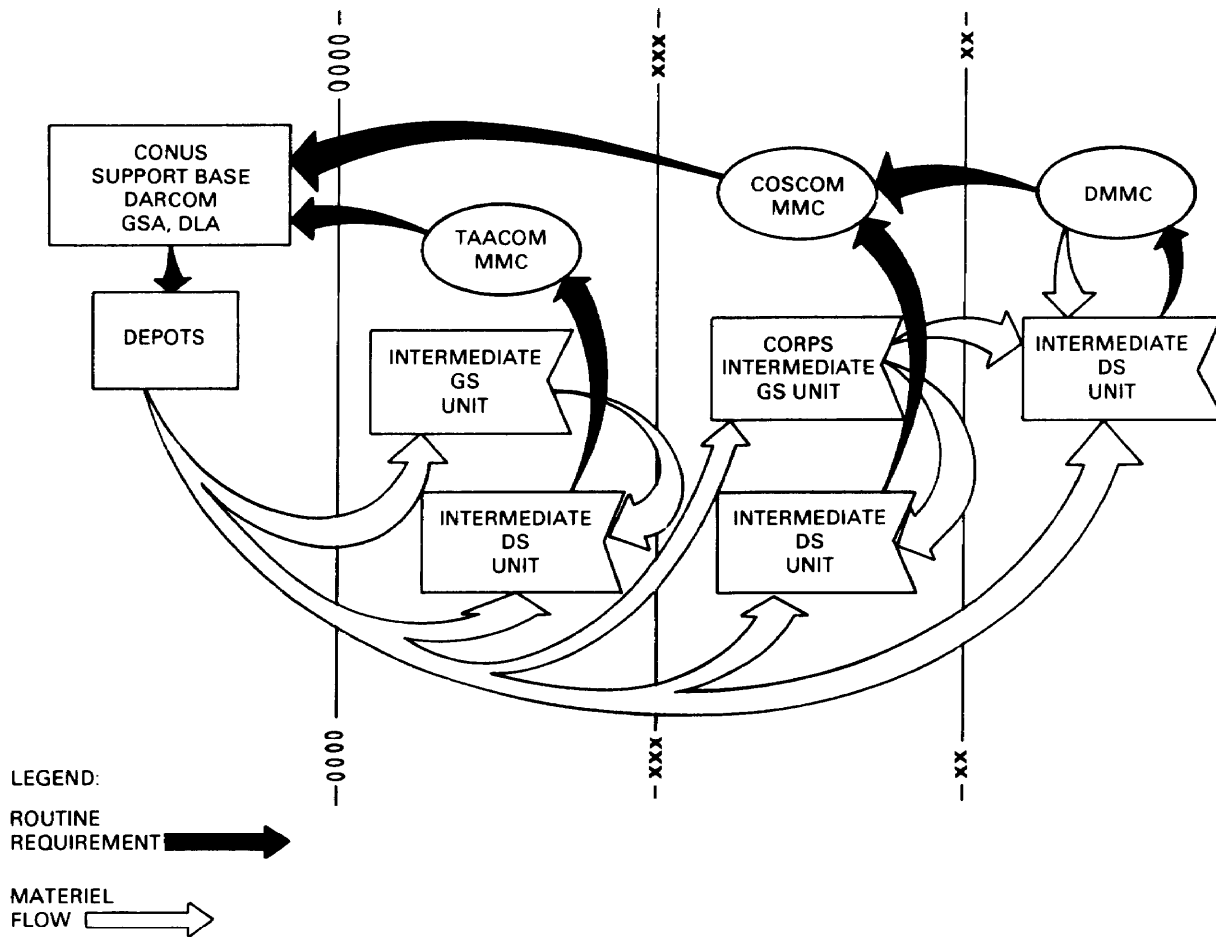 -0000-
-xxx-
-xx-
CONUS
SUPPORT BASE
DARCOM
GSA, DLA
COSCOM
MMC
DMMC
TAACOM
MMC
DEPOTS
INTERMEDIATE
GS
UNIT
CORPS
INTERMEDIATE
GS UNIT
INTERMEDIATE
DS
UNIT
INTERMEDIATE
DS
UNIT
INTERMEDIATE
DS
UNIT
-0000-
-xxx-
-xx-
LEGEND:
ROUTINE
REQUIREMENT
MATERIEL
FLOW